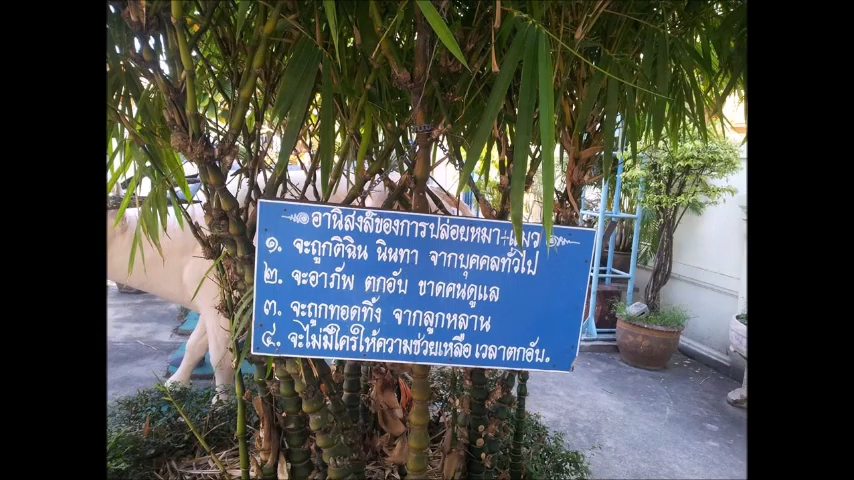 อานิสงส์ของการปล่อยหมา-แมว
๑. จะถูกติฉิน นินทา จากบุคคลทั่วไป
๒. จะอาภัพ ตกอับ ขาดคนดูแล
๓. จะถูกทอดทิ้ง จากลูกหลาน
๔. จะไม่มีใครให้ความช่วยเหลือ เวลาตกอับ.